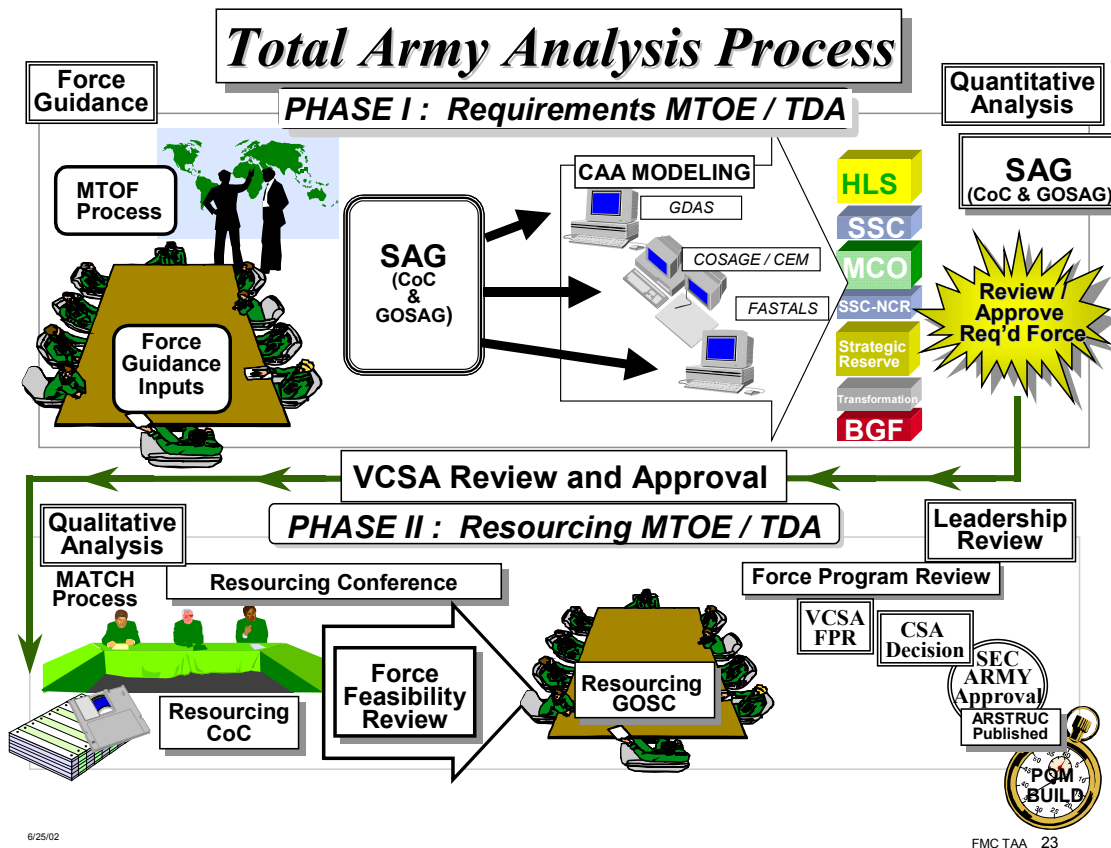 Total Army Analysis Process
Force
Guidance
Quantitative
Analysis
PHASE I : Requirements MTOE / TDA
MTOF
Process
Force
Guidance
Inputs
SAG
(CoC
&
GOSAG)
CAA MODELING
GDAS
COSAGE / CEM
FASTALS
HLS
SSC
MCO
SSC-NCR
Strategic
Reserve
Transformation
BGF
SAG
(CoC & GOSAG)
Review /
Approve
Req'd Force
VCSA Review and Approval
Qualitative
Analysis
PHASE II : Resourcing MTOE / TDA
Leadership
Review
MATCH
Process
Resourcing Conference
Resourcing
CoC
Force
Feasibility
Review
Resourcing
GOSC
Force Program Review
VCSA
FPR
CSA
Decision
SEC
ARMY
Approval
ARSTRUC
Published
POM
BUILD
6/25/02
FMC TAA 23